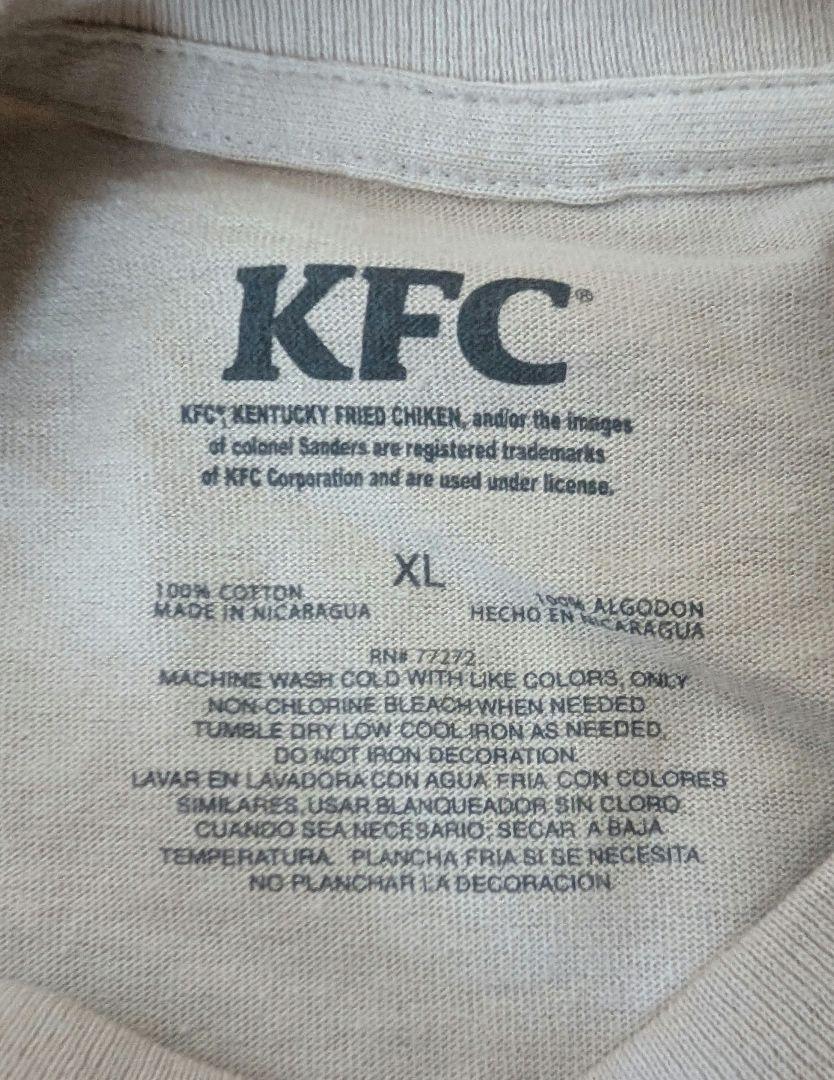 KFC®
KFC®, KENTUCKY FRIED CHIKEN, and/or the images
of colonel Sanders are registered trademarks
of KFC Corporation and are used under license.
XL
100% COTTON
MADE IN NICARAGUA
100% ALGODON
HECHO EN NICARAGUA
RN# 77272
MACHINE WASH COLD WITH LIKE COLORS, ONLY
NON-CHLORINE BLEACH WHEN NEEDED
TUMBLE DRY LOW COOL IRON AS NEEDED,
DO NOT IRON DECORATION.
LAVAR EN LAVADORA CON AGUA FRIA CON COLORES
SIMILARES, USAR BLANQUEADOR SIN CLORO
CUANDO SEA NECESARIO; SECAR A BAJA
TEMPERATURA. PLANCHA FRIA SI SE NECESITA
NO PLANCHAR LA DECORACION